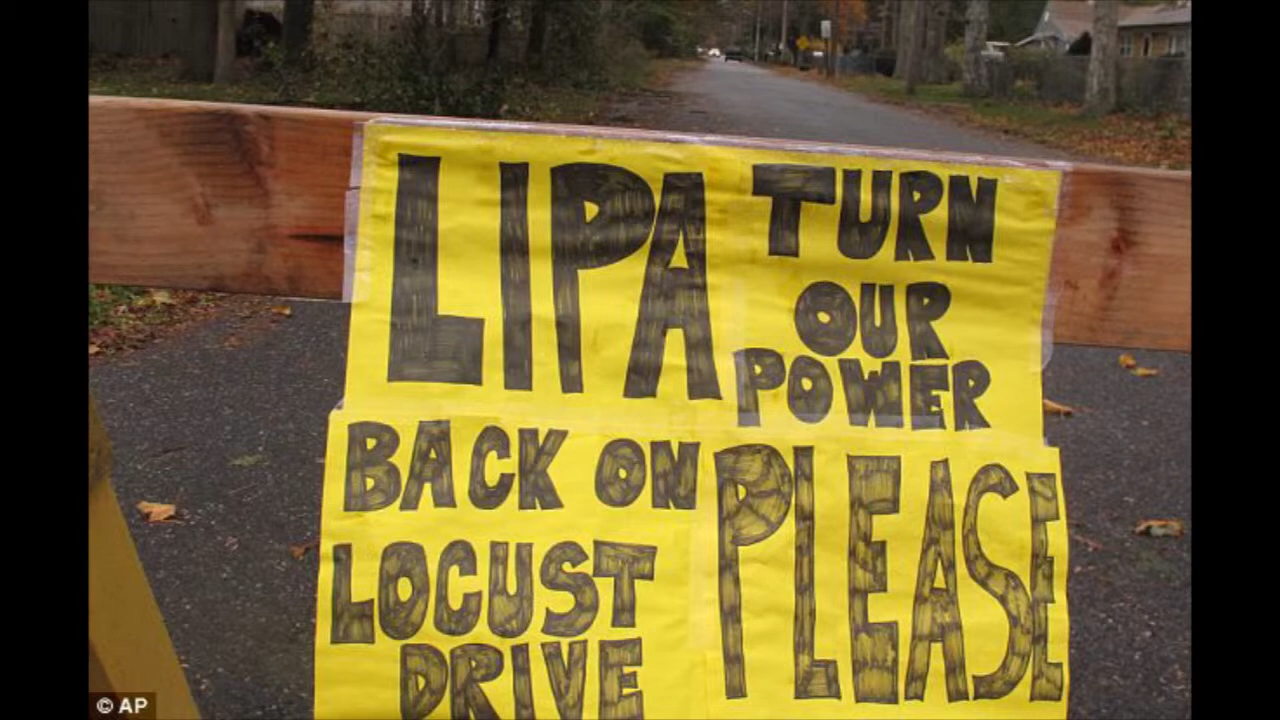 LIPA TURN
OUR
POWER
BACK ON PLEASE
LOCUST
DRIVE
© AP